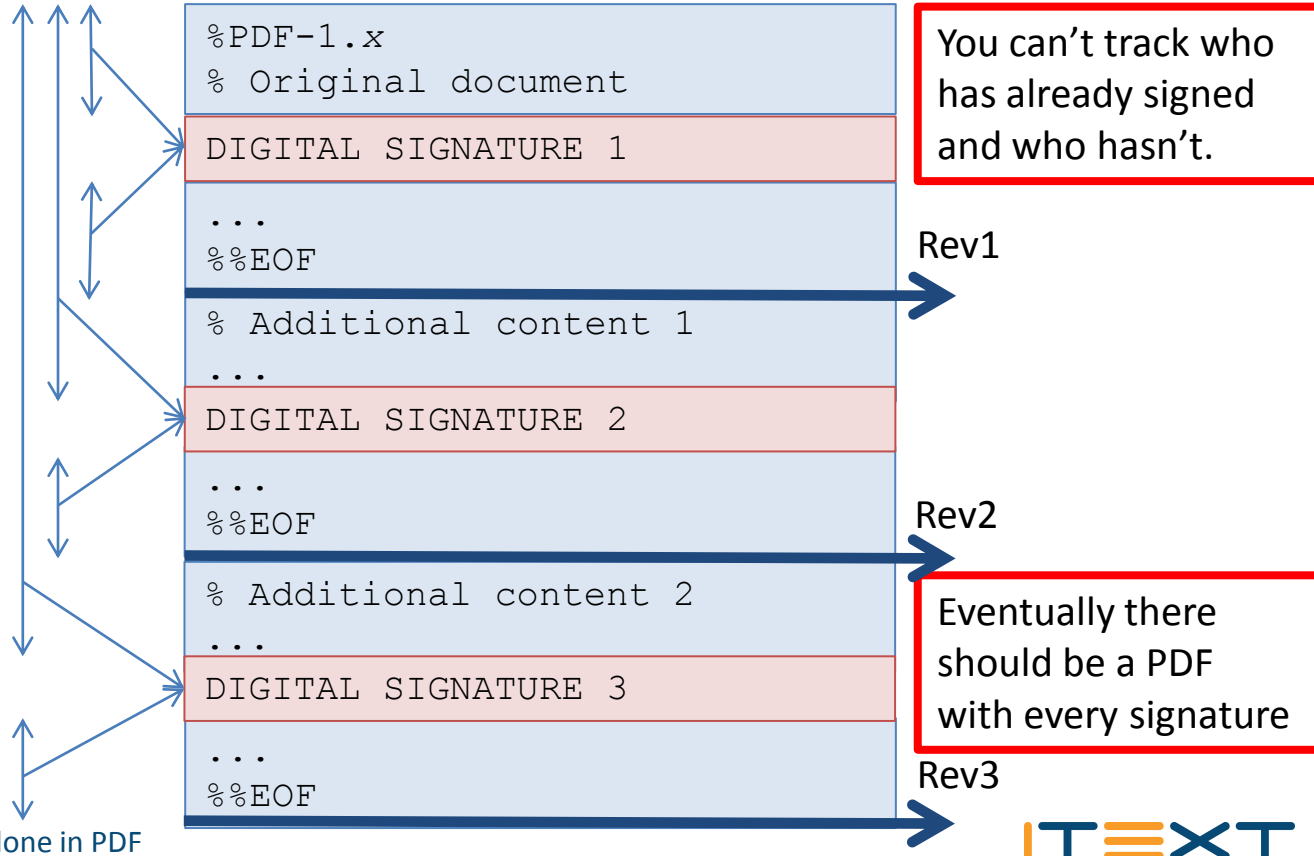 %PDF-1.x
% Original document
DIGITAL SIGNATURE 1
...
%%EOF
% Additional content 1
...
DIGITAL SIGNATURE 2
...
%%EOF
% Additional content 2
...
DIGITAL SIGNATURE 3
...
%%EOF
You can’t track who
has already signed
and who hasn’t.
Rev1
Rev2
Eventually there
should be a PDF
with every signature
Rev3
done in PDF
ITEXT